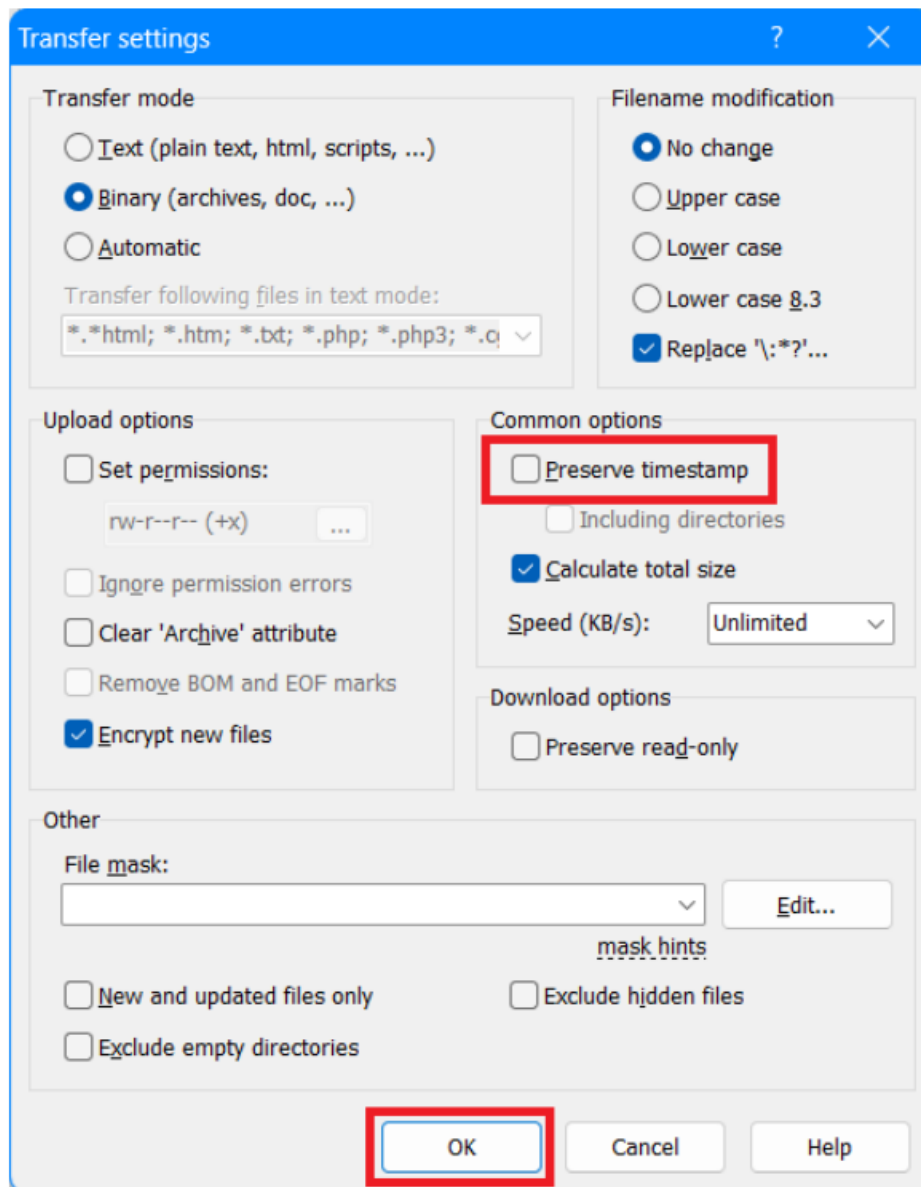 Transfer settings
Transfer mode
Text (plain text, html, scripts, ...)
Binary (archives, doc, ...)
Automatic
Transfer following files in text mode:
*.*html; *.htm; *.txt; *.php; *.php3; *.c
Filename modification
No change
Upper case
Lower case
Lower case 8.3
Replace '\:*?'...
Upload options
Set permissions:
rw-r--r-- (+x)
...
Ignore permission errors
Clear 'Archive' attribute
Remove BOM and EOF marks
Encrypt new files
Common options
Preserve timestamp
Including directories
Calculate total size
Speed (KB/s): Unlimited
Download options
Preserve read-only
Other
File mask:
Edit...
mask hints
New and updated files only
Exclude hidden files
Exclude empty directories
OK Cancel Help